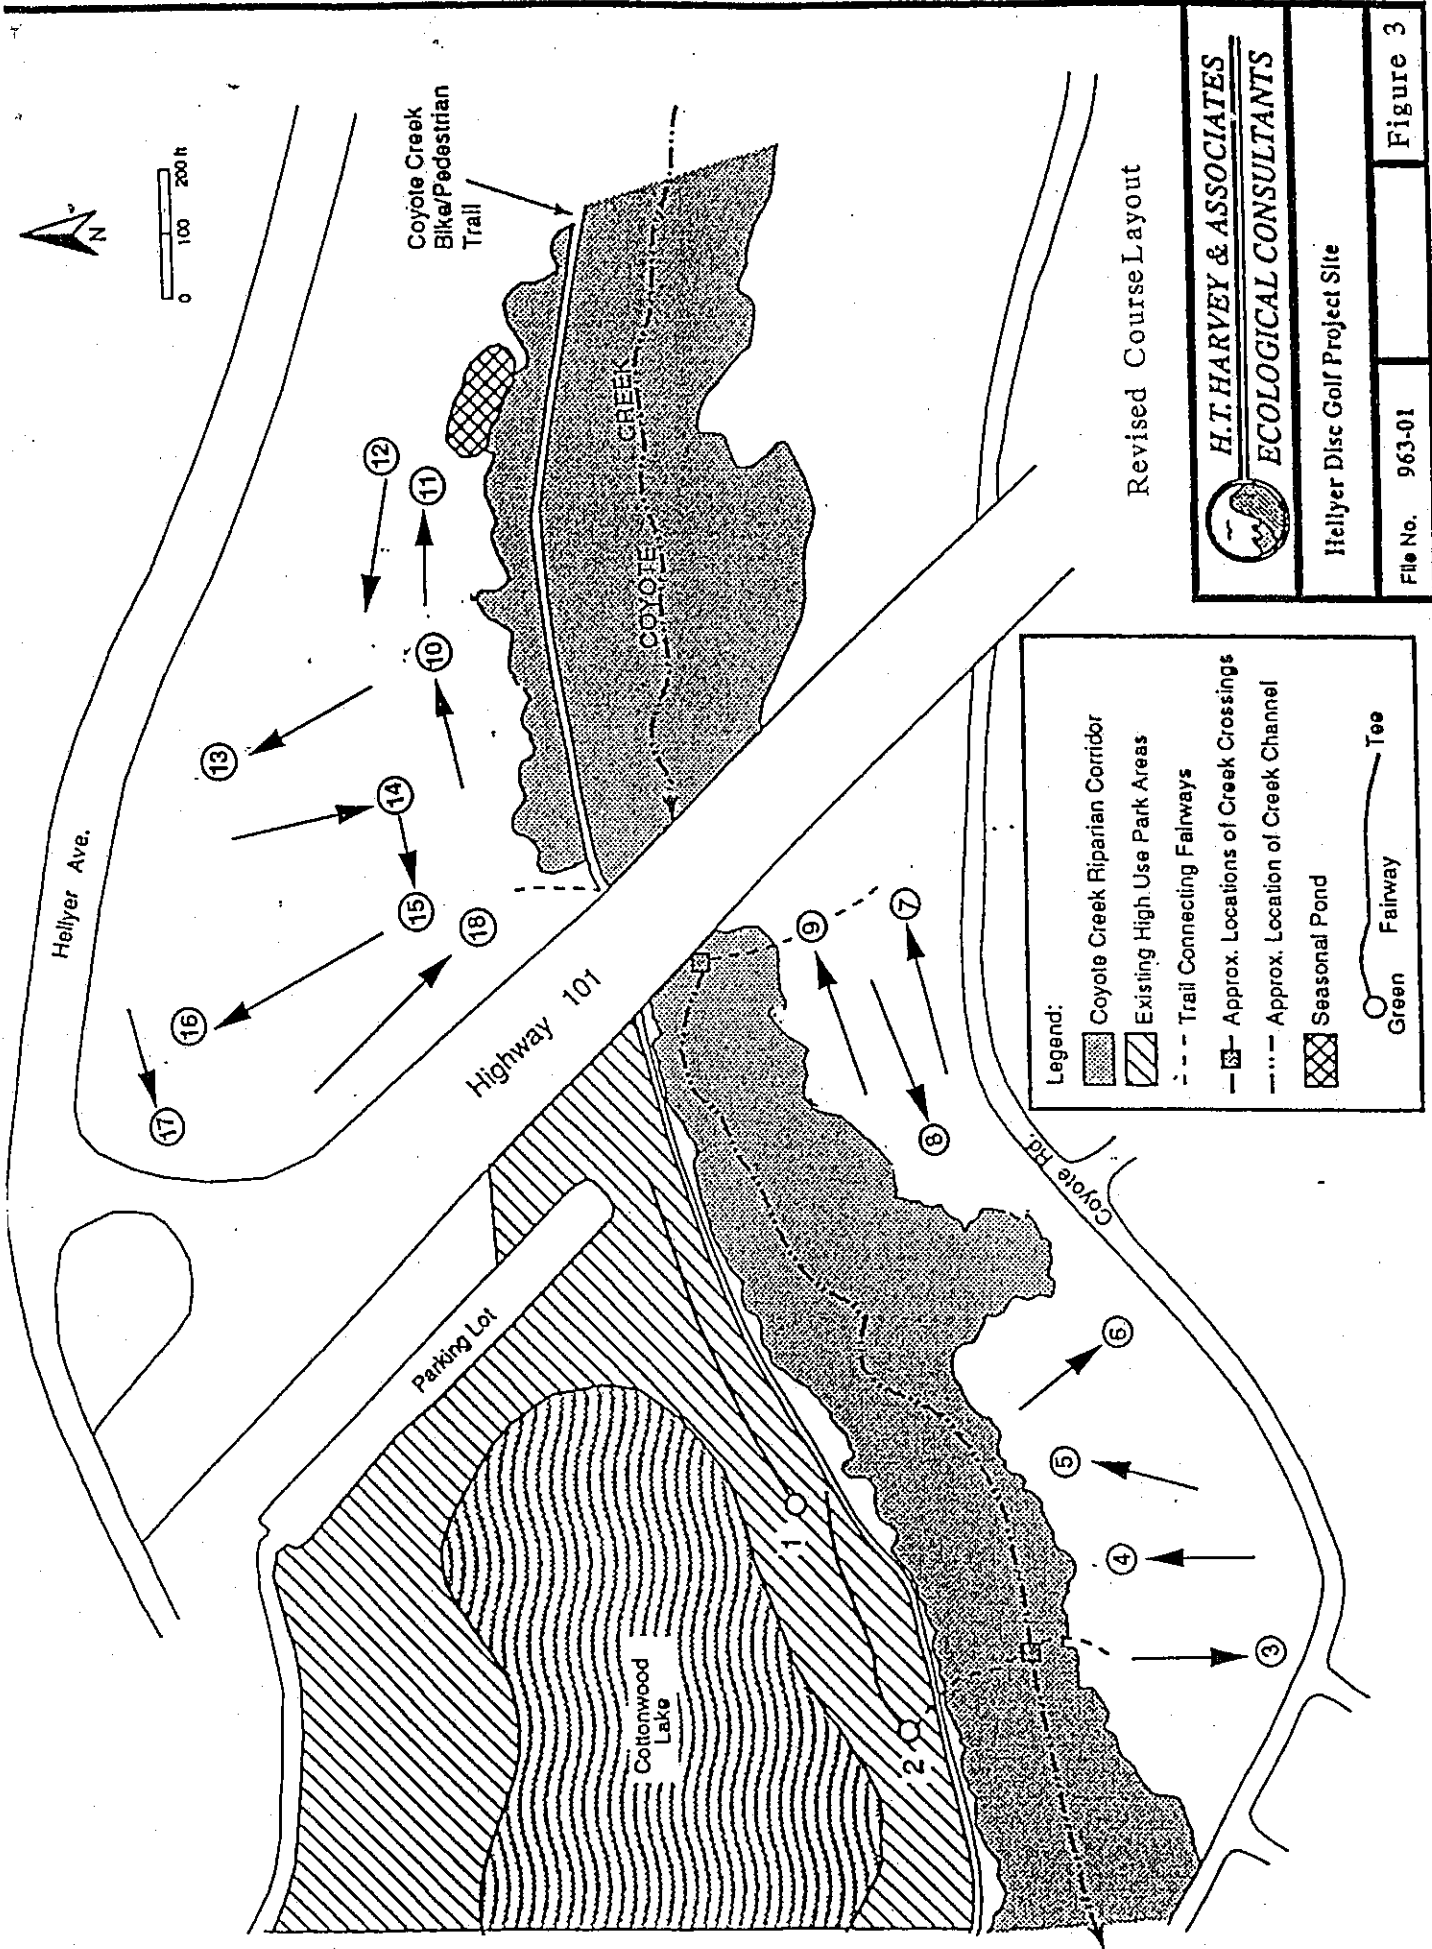 N
0 100 200 ft
Hellyer Ave.
Coyote Creek
Bike/Pedestrian
Trail
12
11
10
13
14
15
16
17
18
COYOTE CREEK
Highway 101
Parking Lot
Cottonwood
Lake
1
2
3
4
5
6
7
8
9
Coyote Rd.
Revised Course Layout
Legend:
Coyote Creek Riparian Corridor
Existing High Use Park Areas
Trail Connecting Fairways
Approx. Locations of Creek Crossings
Approx. Location of Creek Channel
Seasonal Pond
Green Fairway Tee
H.T. HARVEY & ASSOCIATES
ECOLOGICAL CONSULTANTS
Hellyer Disc Golf Project Site
File No. 963-01
Figure 3